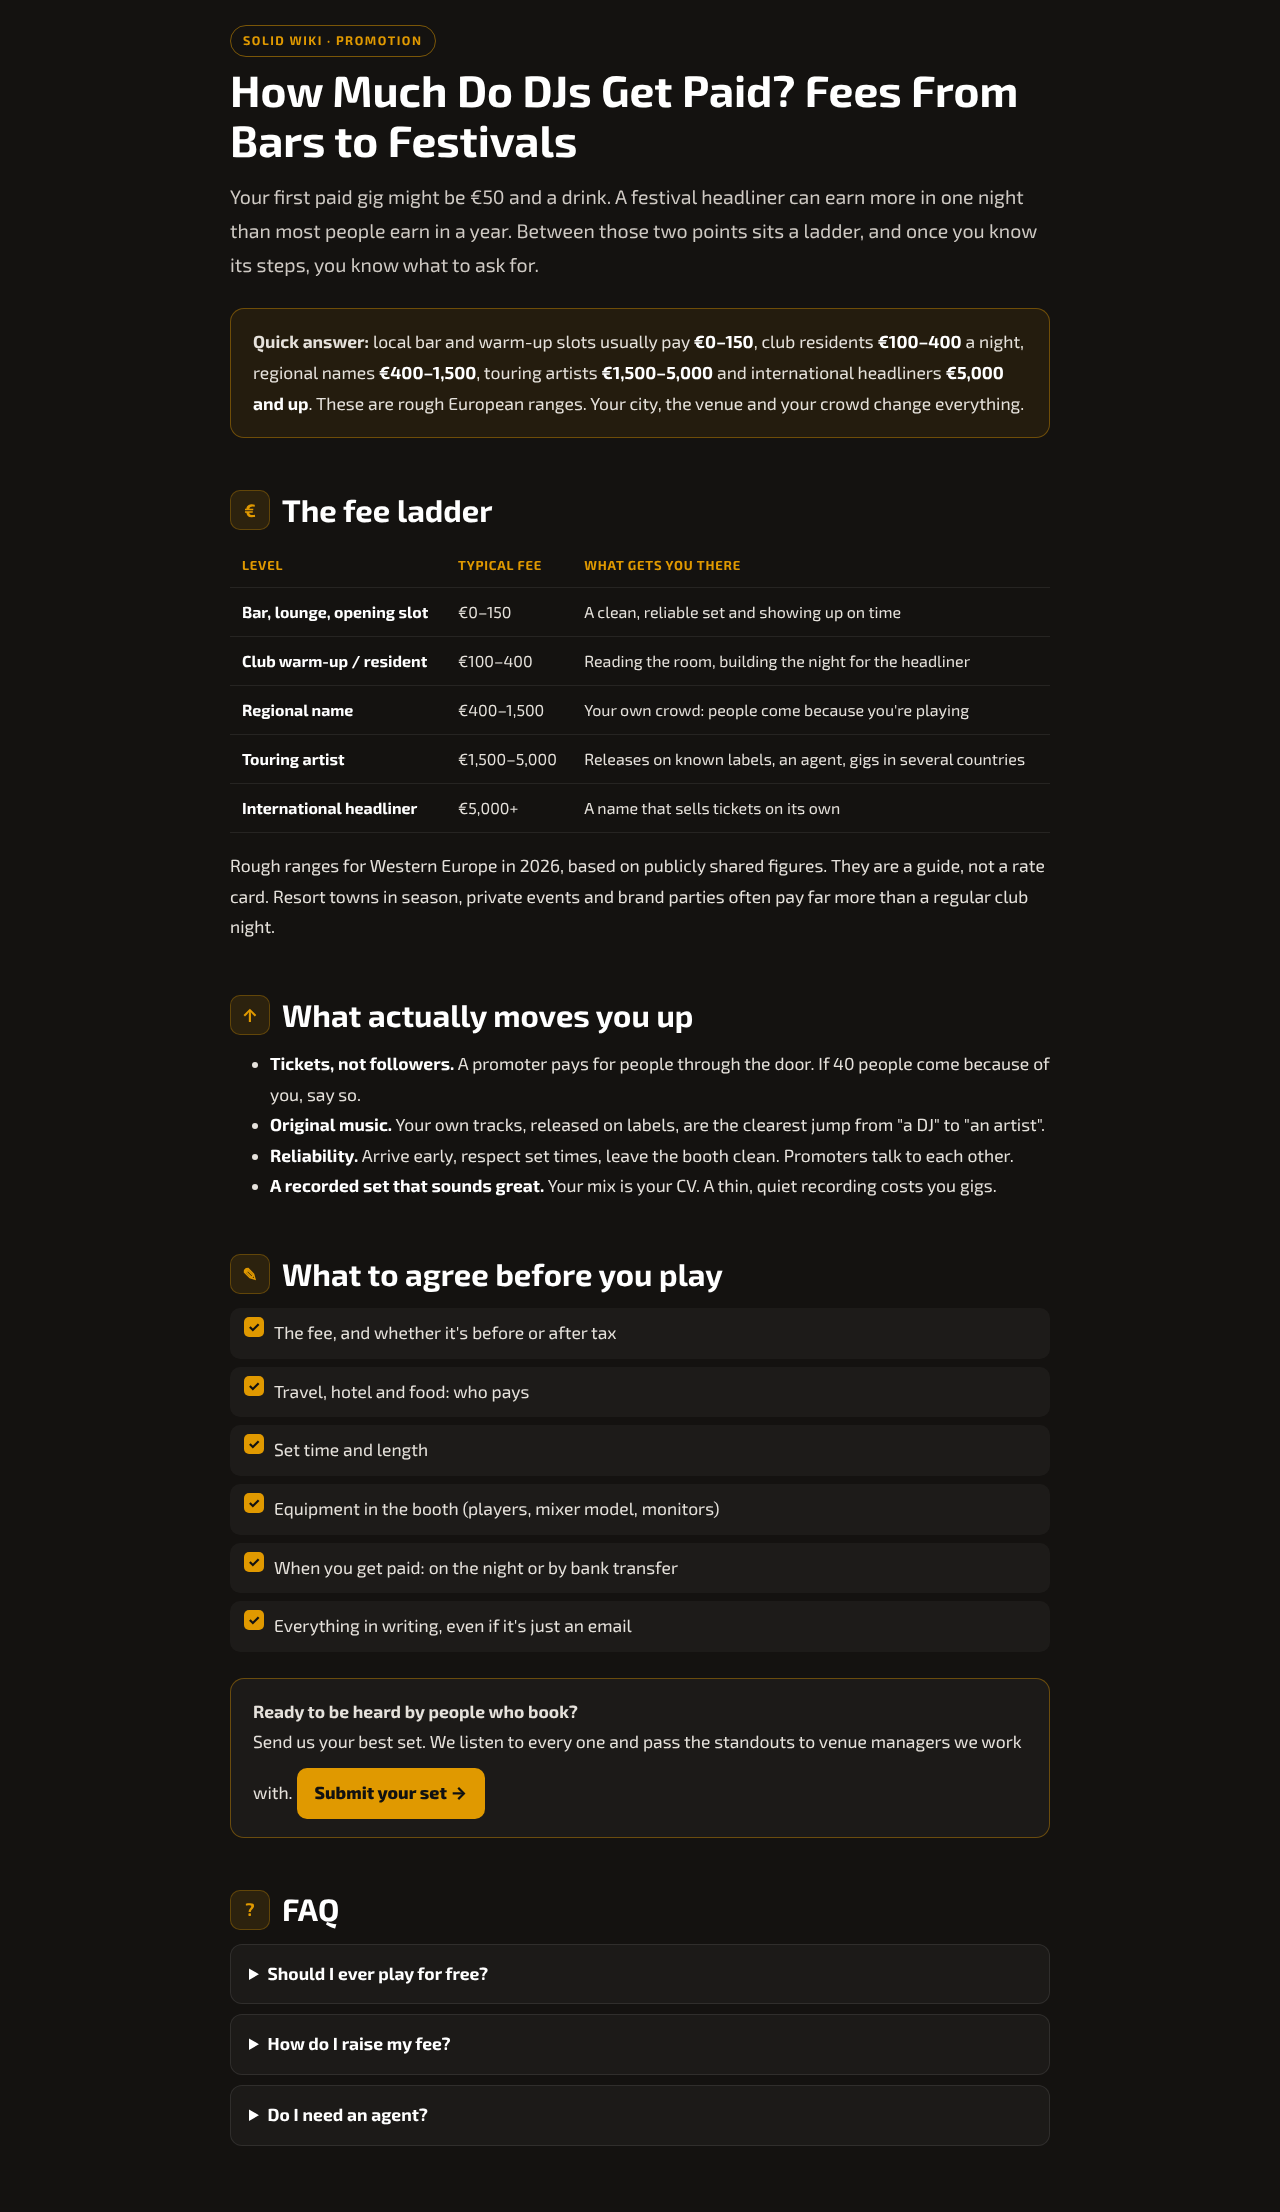 SOLID WIKI · PROMOTION
How Much Do DJs Get Paid? Fees From
Bars to Festivals
Your first paid gig might be €50 and a drink. A festival headliner can earn more in one night
than most people earn in a year. Between those two points sits a ladder, and once you know
its steps, you know what to ask for.
Quick answer: local bar and warm-up slots usually pay €0–150, club residents €100–400 a night,
regional names €400–1,500, touring artists €1,500–5,000 and international headliners €5,000
and up. These are rough European ranges. Your city, the venue and your crowd change everything.
€ The fee ladder
LEVEL TYPICAL FEE WHAT GETS YOU THERE
Bar, lounge, opening slot €0–150 A clean, reliable set and showing up on time
Club warm-up / resident €100–400 Reading the room, building the night for the headliner
Regional name €400–1,500 Your own crowd: people come because you're playing
Touring artist €1,500–5,000 Releases on known labels, an agent, gigs in several countries
International headliner €5,000+ A name that sells tickets on its own
Rough ranges for Western Europe in 2026, based on publicly shared figures. They are a guide, not a rate
card. Resort towns in season, private events and brand parties often pay far more than a regular club
night.
↑ What actually moves you up
• Tickets, not followers. A promoter pays for people through the door. If 40 people come because of
you, say so.
• Original music. Your own tracks, released on labels, are the clearest jump from "a DJ" to "an artist".
• Reliability. Arrive early, respect set times, leave the booth clean. Promoters talk to each other.
• A recorded set that sounds great. Your mix is your CV. A thin, quiet recording costs you gigs.
✎ What to agree before you play
✓ The fee, and whether it's before or after tax
✓ Travel, hotel and food: who pays
✓ Set time and length
✓ Equipment in the booth (players, mixer model, monitors)
✓ When you get paid: on the night or by bank transfer
✓ Everything in writing, even if it's just an email
Ready to be heard by people who book?
Send us your best set. We listen to every one and pass the standouts to venue managers we work
with. Submit your set →
? FAQ
▶ Should I ever play for free?
▶ How do I raise my fee?
▶ Do I need an agent?